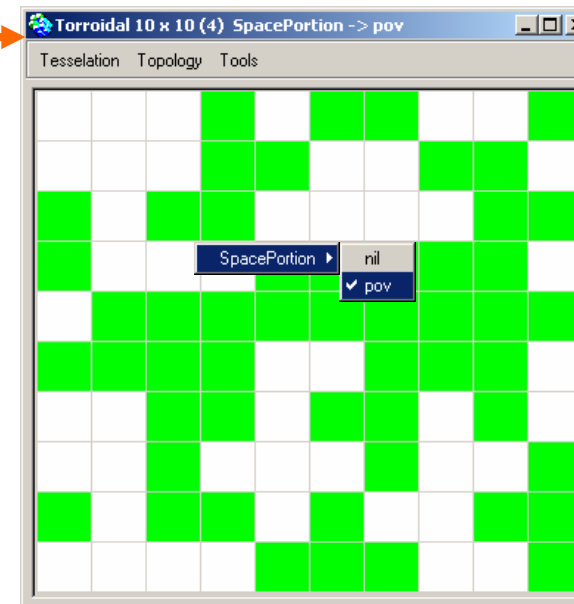 Torroidal 10 x 10 (4) SpacePortion -> pov
Tesselation Topology Tools
SpacePortion nil
pov